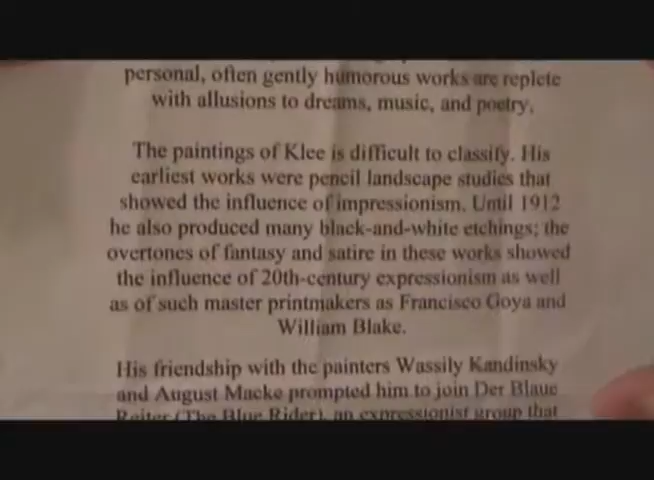 personal, often gently humorous works are replete
with allusions to dreams, music, and poetry.
The paintings of Klee is difficult to classify. His
earliest works were pencil landscape studies that
showed the influence of impressionism. Until 1912
he also produced many black-and-white etchings; the
overtones of fantasy and satire in these works showed
the influence of 20th-century expressionism as well
as of such master printmakers as Francisco Goya and
William Blake.
His friendship with the painters Wassily Kandinsky
and August Macke prompted him to join Der Blaue
Reiter (The Blue Rider), an expressionist group that